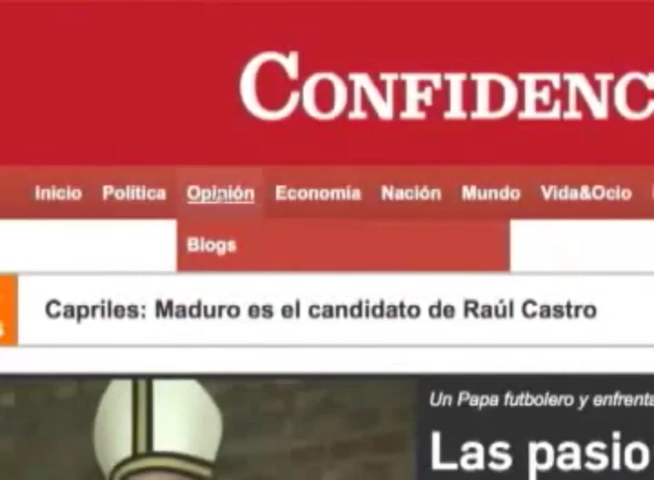 CONFIDENC
Inicio Política Opinión Economía Nación Mundo Vida&Ocio
Blogs
Capriles: Maduro es el candidato de Raúl Castro
Un Papa futbolero y enfrenta
Las pasio